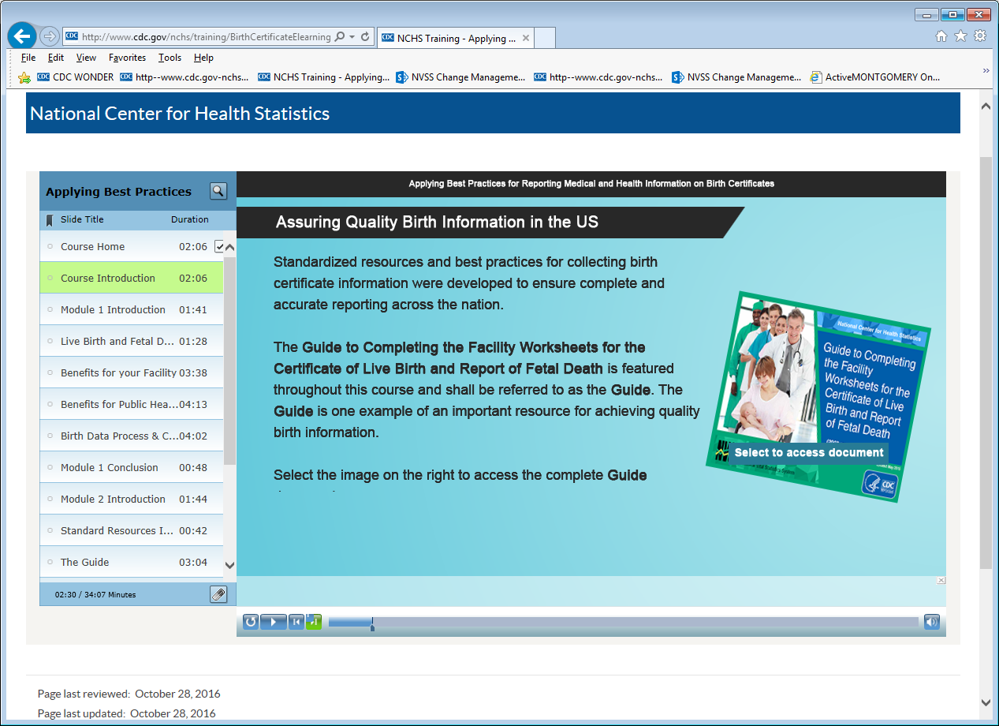 CDC http://www.cdc.gov/nchs/training/BirthCertificateElearning
CDC NCHS Training - Applying ...
File Edit View Favorites Tools Help
CDC CDC WONDER CDC http--www.cdc.gov-nchs... CDC NCHS Training - Applying... NVSS Change Manageme... CDC http--www.cdc.gov-nchs... NVSS Change Manageme... ActiveMONTGOMERY On...
National Center for Health Statistics
Applying Best Practices
Slide Title Duration
Course Home 02:06
Course Introduction 02:06
Module 1 Introduction 01:41
Live Birth and Fetal D... 01:28
Benefits for your Facility 03:38
Benefits for Public Hea... 04:13
Birth Data Process & C... 04:02
Module 1 Conclusion 00:48
Module 2 Introduction 01:44
Standard Resources I... 00:42
The Guide 03:04
02:30 / 34:07 Minutes
Applying Best Practices for Reporting Medical and Health Information on Birth Certificates
Assuring Quality Birth Information in the US
Standardized resources and best practices for collecting birth
certificate information were developed to ensure complete and
accurate reporting across the nation.
The Guide to Completing the Facility Worksheets for the
Certificate of Live Birth and Report of Fetal Death is featured
throughout this course and shall be referred to as the Guide. The
Guide is one example of an important resource for achieving quality
birth information.
Select the image on the right to access the complete Guide
National Center for Health Statistics
Guide to Completing
the Facility
Worksheets for the
Certificate of Live
Birth and Report
of Fetal Death
Select to access document
Vital Statistics System
CDC
Page last reviewed: October 28, 2016
Page last updated: October 28, 2016